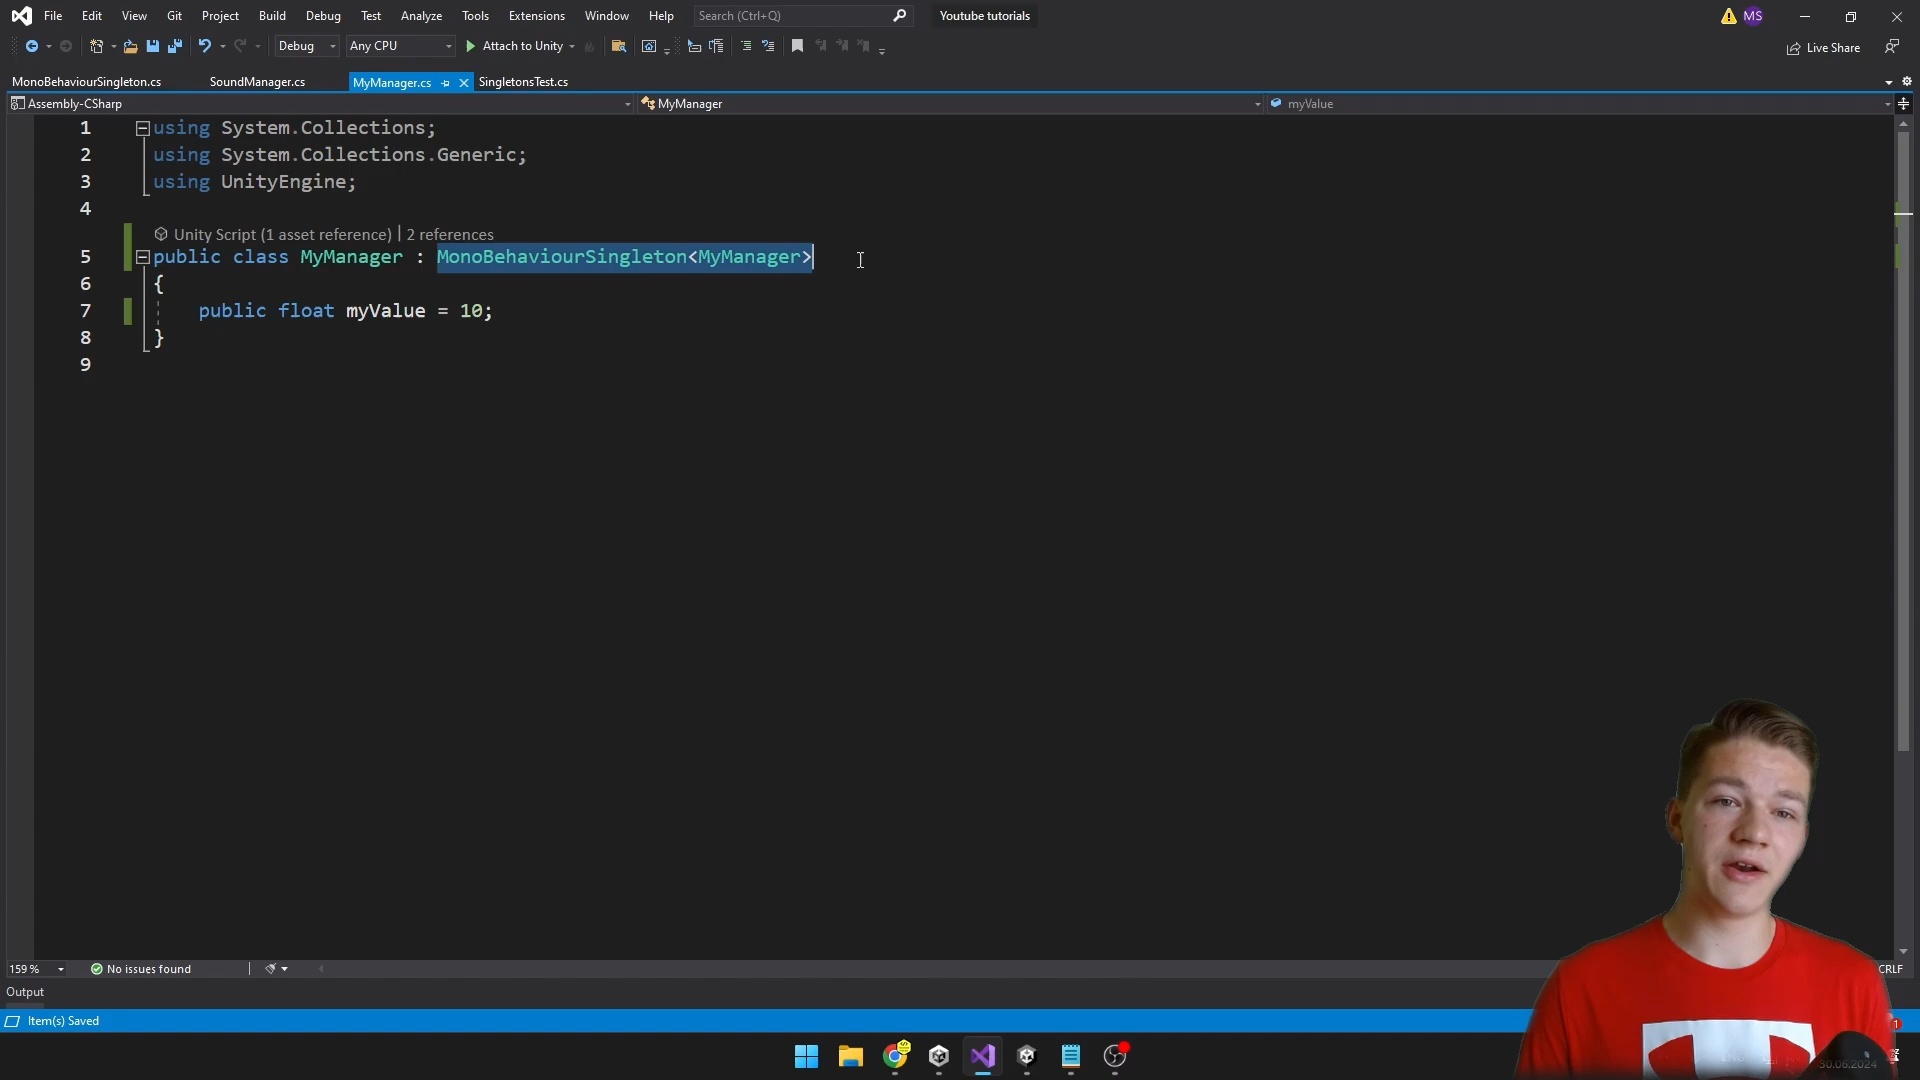 File Edit View Git Project Build Debug Test Analyze Tools Extensions Window Help Search (Ctrl+Q) Youtube tutorials MS
Debug Any CPU Attach to Unity Live Share
MonoBehaviourSingleton.cs SoundManager.cs MyManager.cs SingletonsTest.cs
Assembly-CSharp MyManager myValue
1 using System.Collections;
2 using System.Collections.Generic;
3 using UnityEngine;
4
Unity Script (1 asset reference) | 2 references
5 public class MyManager : MonoBehaviourSingleton<MyManager>
6 {
7 public float myValue = 10;
8 }
9
159 % No issues found CRLF
Output
Item(s) Saved 1
30.06.2024